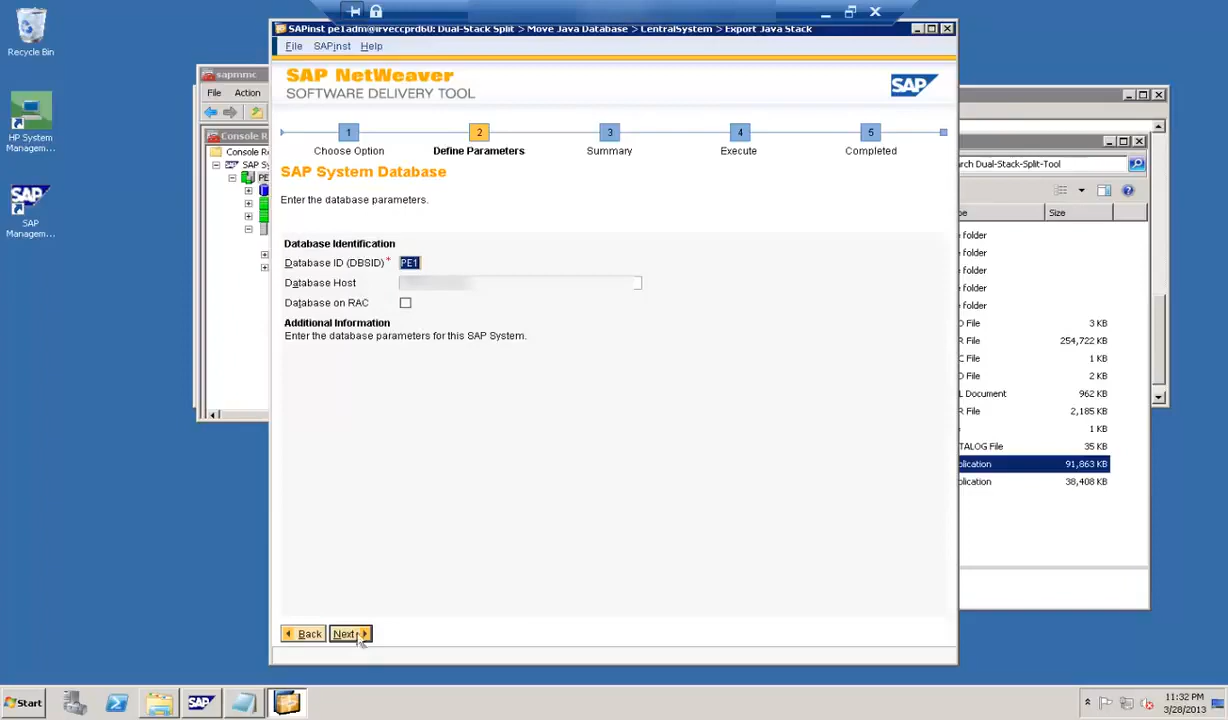 Recycle Bin
HP System
Managem...
SAP
SAP
Managem...
sapmmc
File Action
Console R
Console R
SAP S
PE
SAPinst pe1adm@irveccprd60: Dual-Stack Split > Move Java Database > CentralSystem > Export Java Stack
File SAPinst Help
SAP NetWeaver
SOFTWARE DELIVERY TOOL
SAP
1 2 3 4 5
Choose Option Define Parameters Summary Execute Completed
SAP System Database
Enter the database parameters.
Database Identification
Database ID (DBSID) * PE1
Database Host
Database on RAC
Additional Information
Enter the database parameters for this SAP System.
Back Next
arch Dual-Stack-Split-Tool
pe Size
folder
folder
folder
folder
folder
O File 3 KB
R File 254,722 KB
C File 1 KB
O File 2 KB
L Document 962 KB
R File 2,185 KB
1 KB
TALOG File 35 KB
plication 91,863 KB
plication 38,408 KB
Start
SAP
11:32 PM
3/28/2013